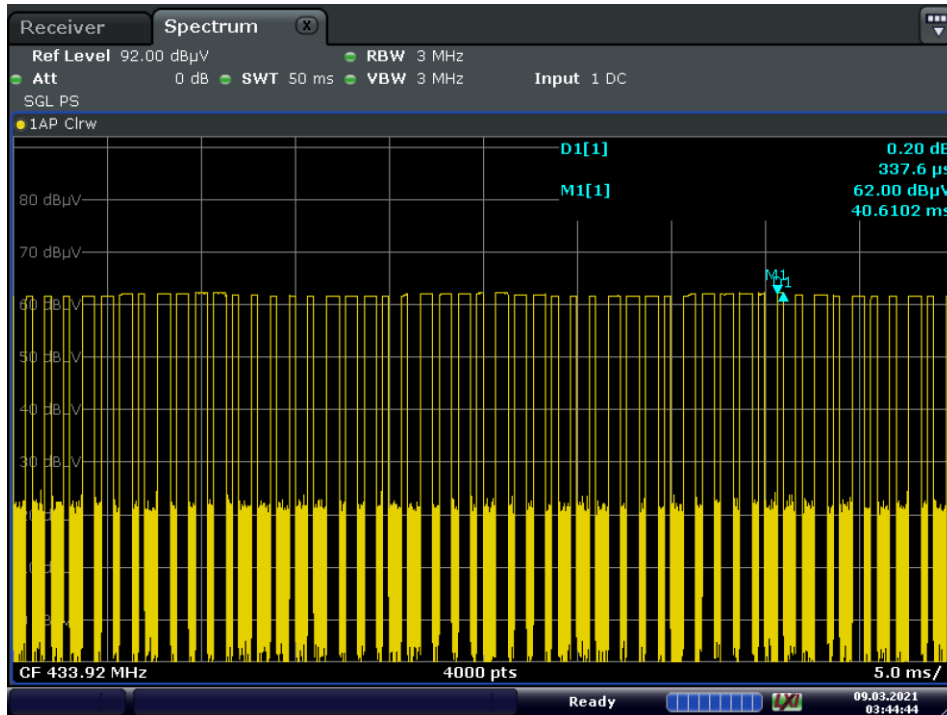 Receiver Spectrum X
Ref Level 92.00 dBµV RBW 3 MHz
Att 0 dB SWT 50 ms VBW 3 MHz Input 1 DC
SGL PS
1AP Clrw
D1[1] 0.20 dB
337.6 µs
M1[1] 62.00 dBµV
40.6102 ms
80 dBµV
70 dBµV
M1
D1
60 dBµV
50 dBµV
40 dBµV
30 dBµV
CF 433.92 MHz 4000 pts 5.0 ms/
Ready LXI 09.03.2021
03:44:44